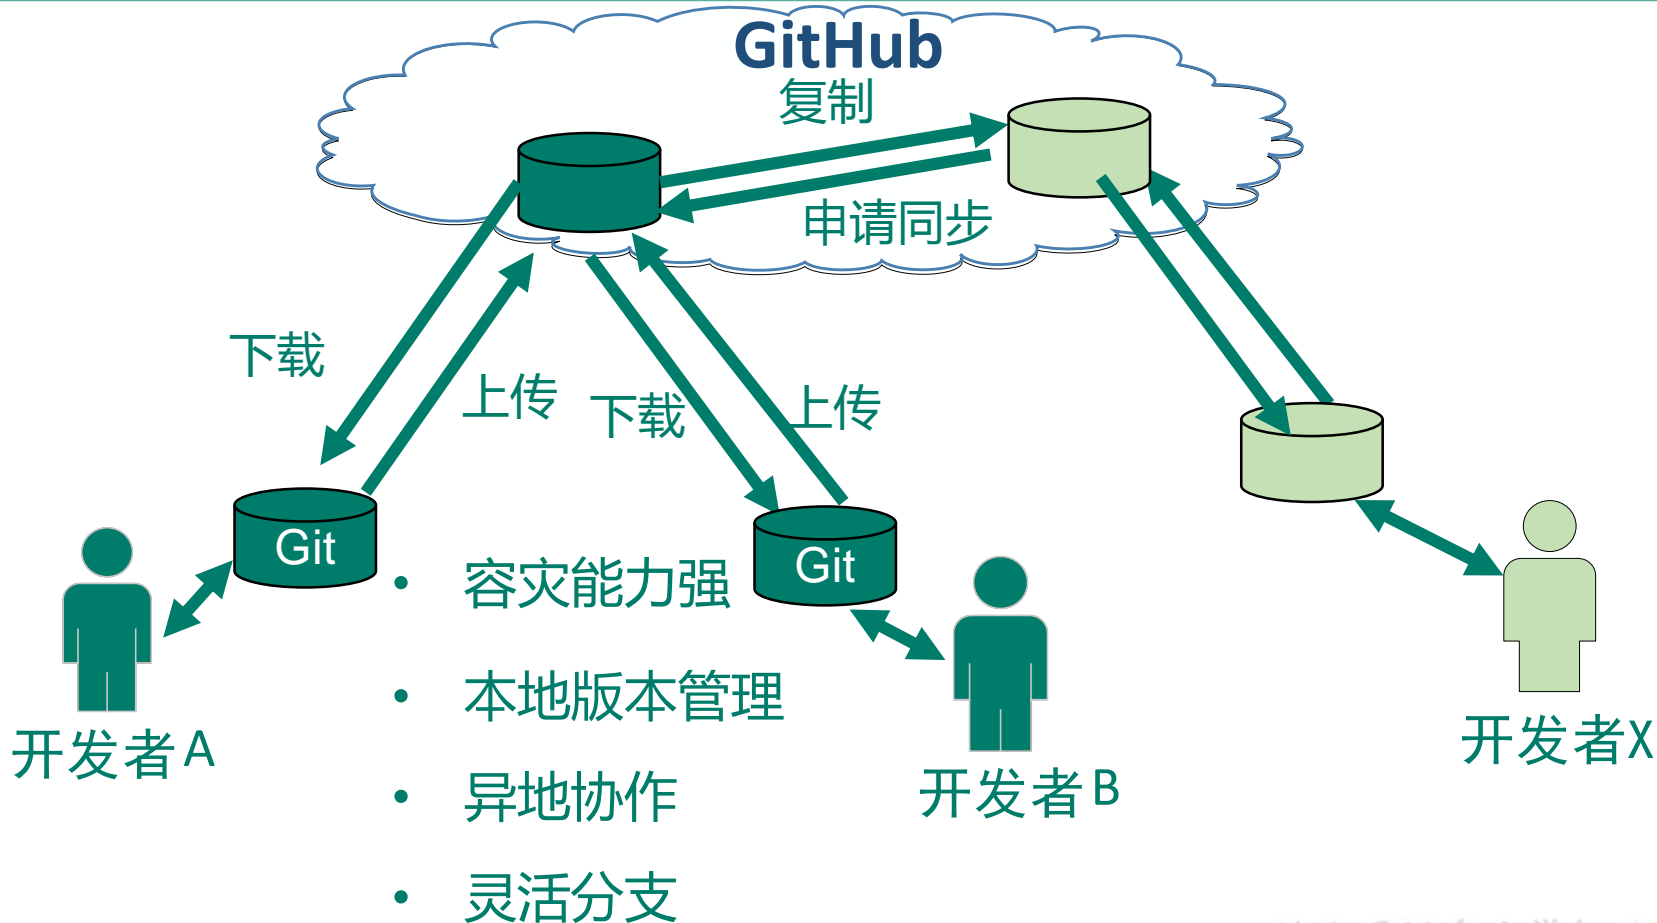 GitHub
复制
申请同步
下载
上传
下载
上传
Git
Git
容灾能力强
本地版本管理
异地协作
灵活分支
开发者A
开发者B
开发者X